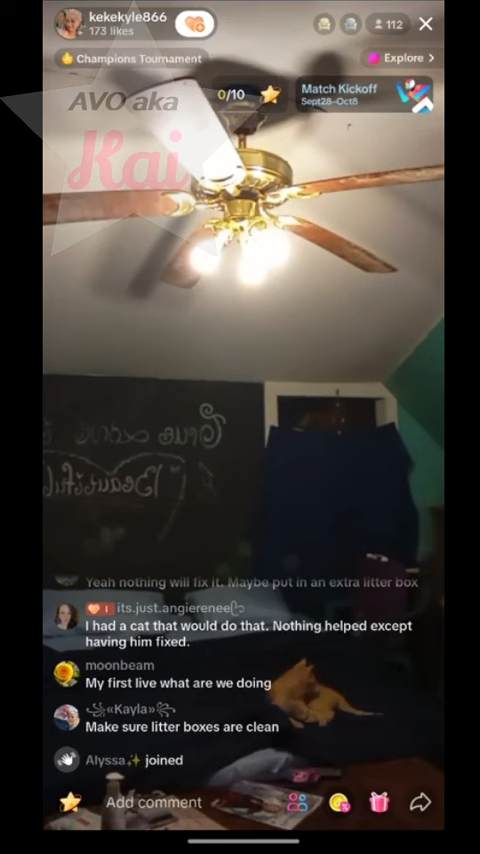 kekekyle866
173 likes
112
Champions Tournament
Explore >
AVO aka
Kai
0/10
Match Kickoff
Sept28-Oct8
Beautiful
Yeah nothing will fix it. Maybe put in an extra litter box
1 its.just.angierenee
I had a cat that would do that. Nothing helped except
having him fixed.
moonbeam
My first live what are we doing
«Kayla»
Make sure litter boxes are clean
Alyssa✨ joined
Add comment